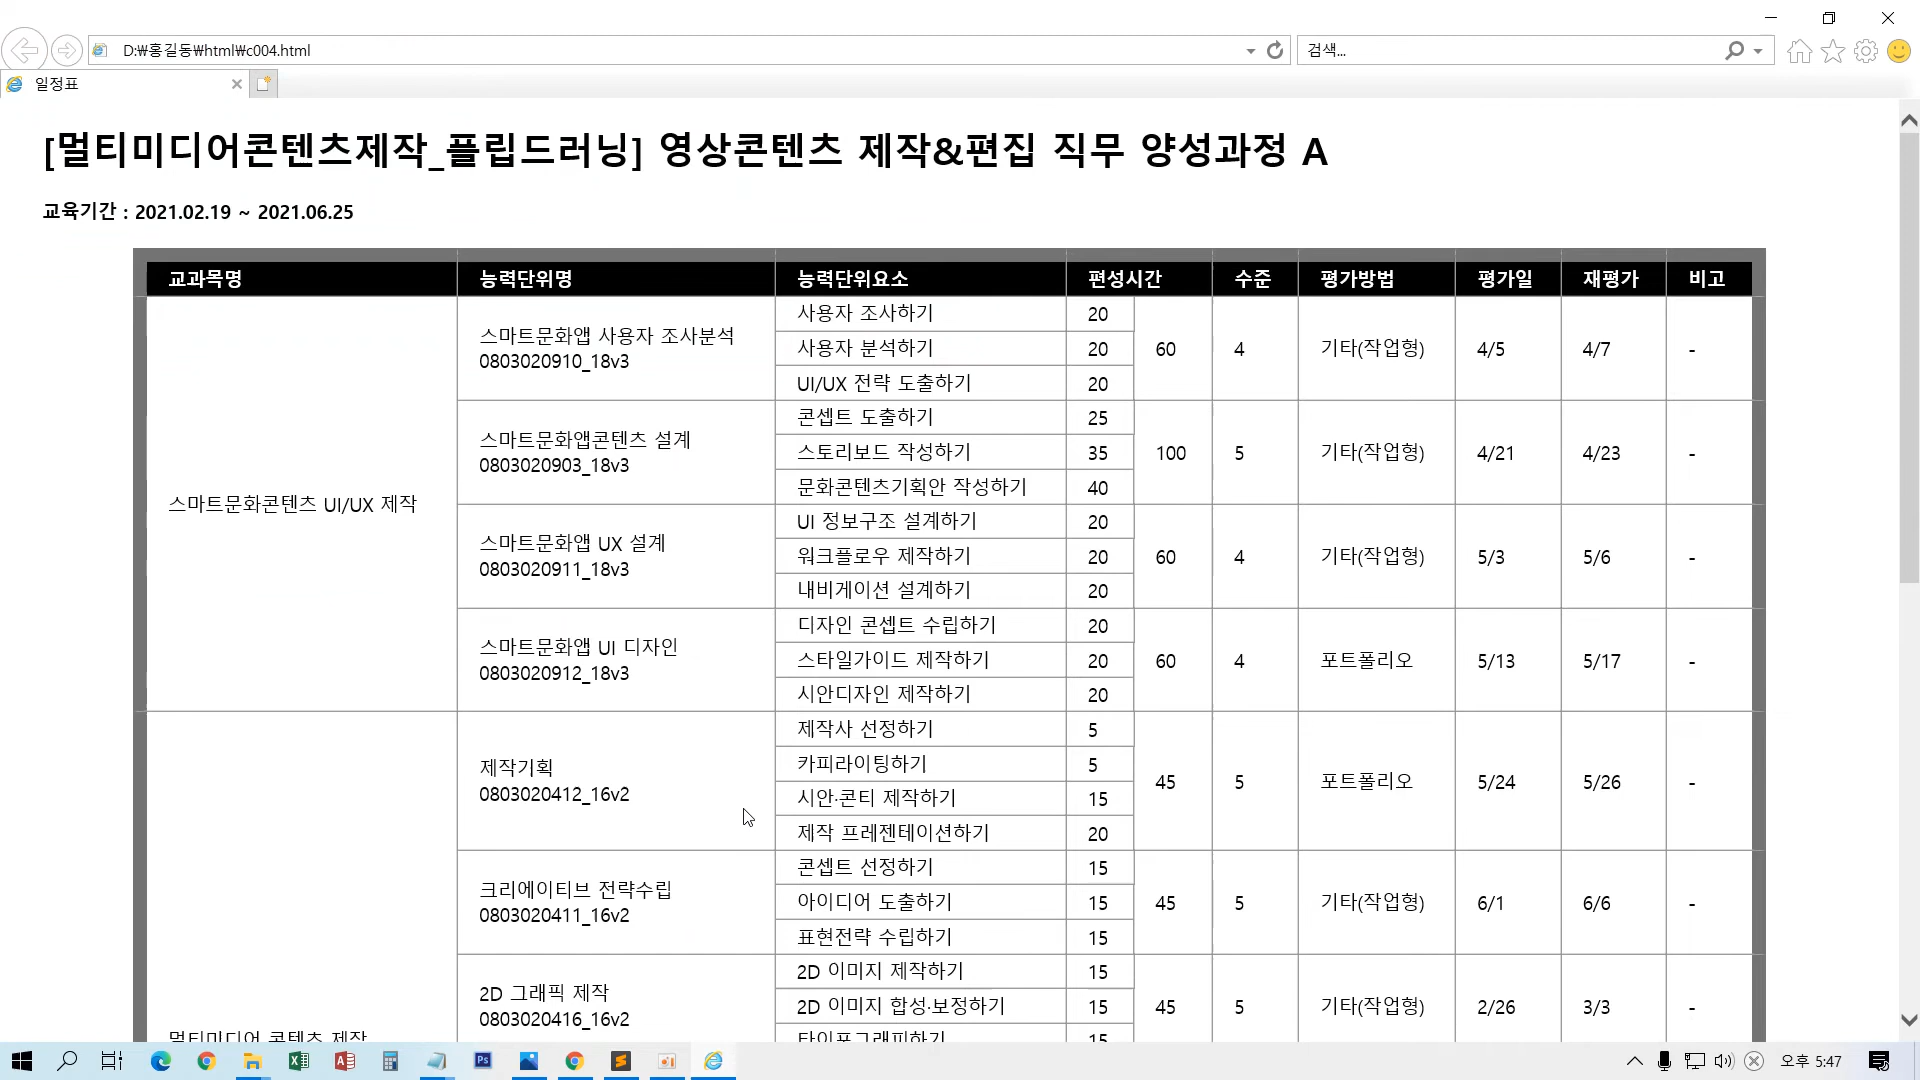 D:₩홍길동₩html₩c004.html
검색...
일정표
[멀티미디어콘텐츠제작_플립드러닝] 영상콘텐츠 제작&편집 직무 양성과정 A
교육기간 : 2021.02.19 ~ 2021.06.25
교과목명 능력단위명 능력단위요소 편성시간 수준 평가방법 평가일 재평가 비고
스마트문화콘텐츠 UI/UX 제작
스마트문화앱 사용자 조사분석
0803020910_18v3
사용자 조사하기 20
사용자 분석하기 20
UI/UX 전략 도출하기 20
60 4 기타(작업형) 4/5 4/7 -
스마트문화앱콘텐츠 설계
0803020903_18v3
콘셉트 도출하기 25
스토리보드 작성하기 35
문화콘텐츠기획안 작성하기 40
100 5 기타(작업형) 4/21 4/23 -
스마트문화앱 UX 설계
0803020911_18v3
UI 정보구조 설계하기 20
워크플로우 제작하기 20
내비게이션 설계하기 20
60 4 기타(작업형) 5/3 5/6 -
스마트문화앱 UI 디자인
0803020912_18v3
디자인 콘셉트 수립하기 20
스타일가이드 제작하기 20
시안디자인 제작하기 20
60 4 포트폴리오 5/13 5/17 -
멀티미디어 콘텐츠 제작
제작기획
0803020412_16v2
제작사 선정하기 5
카피라이팅하기 5
시안·콘티 제작하기 15
제작 프레젠테이션하기 20
45 5 포트폴리오 5/24 5/26 -
크리에이티브 전략수립
0803020411_16v2
콘셉트 선정하기 15
아이디어 도출하기 15
표현전략 수립하기 15
45 5 기타(작업형) 6/1 6/6 -
2D 그래픽 제작
0803020416_16v2
2D 이미지 제작하기 15
2D 이미지 합성·보정하기 15
타이포그래피하기 15
45 5 기타(작업형) 2/26 3/3 -
오후 5:47